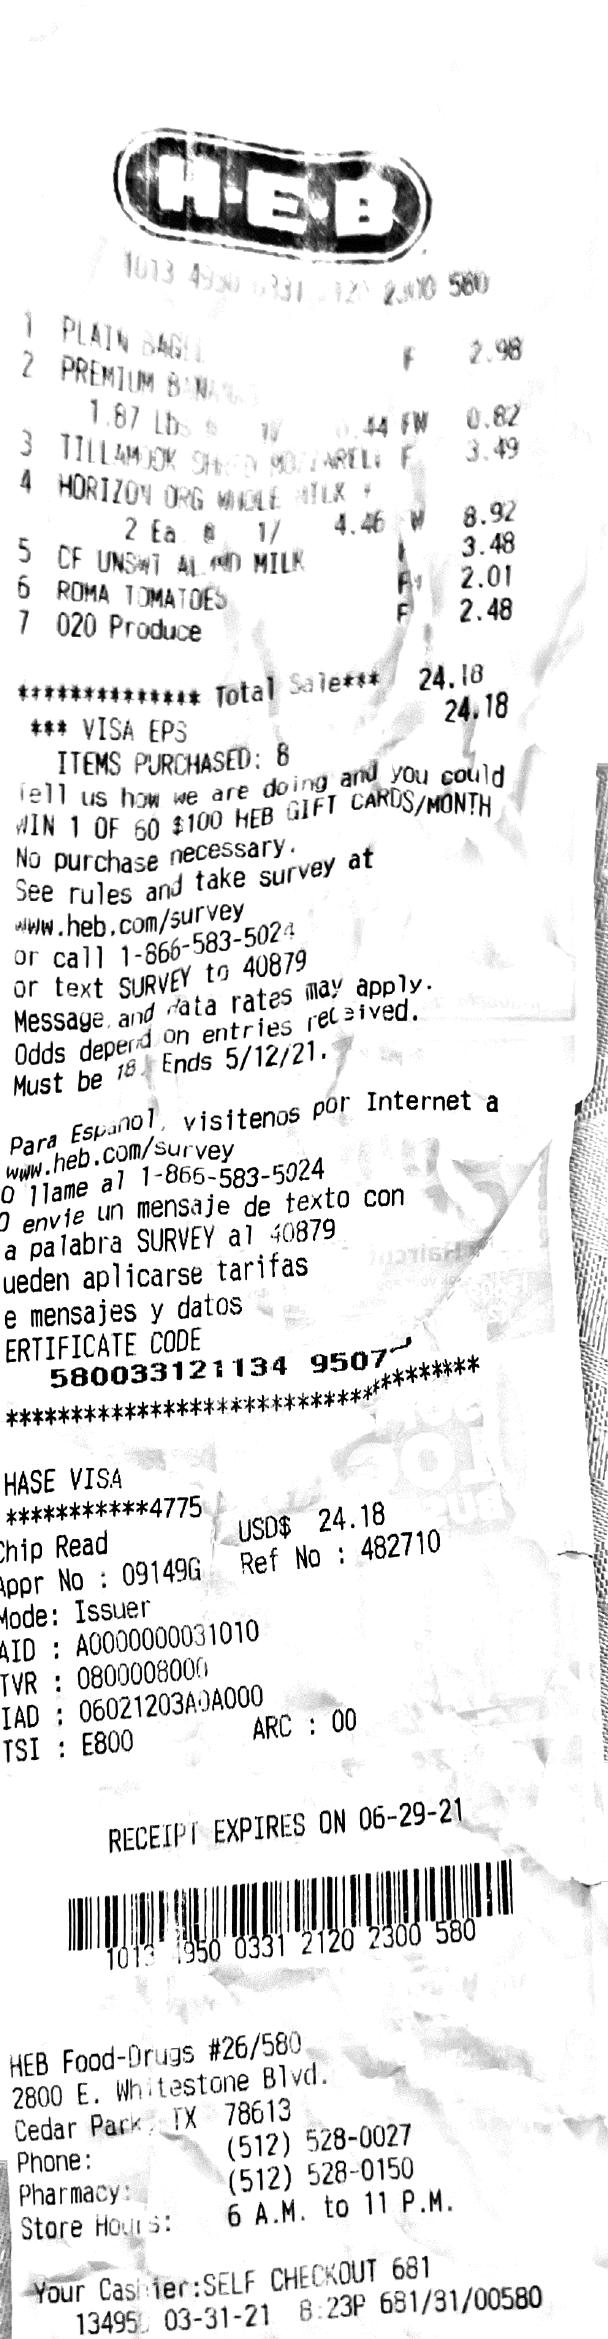 H-E-B
2300 580
1 PLAIN
F 2.98
2 PREMIUM
1.87 Lbs @ 1/ 0.44 FW 0.82
3 TILLAMOOK F 3.49
4 HORIZON ORG WHOLE MILK
2 Ea @ 1/ 4.46 W 8.92
5 CF UNSWT MILK 3.48
6 ROMA TOMATOES 2.01
7 020 Produce F 2.48
************** Total Sale*** 24.18
*** VISA EPS 24.18
ITEMS PURCHASED: 8
Tell us how we are doing and you could
WIN 1 OF 60 $100 HEB GIFT CARDS/MONTH
No purchase necessary.
See rules and take survey at
www.heb.com/survey
or call 1-866-583-5024
or text SURVEY to 40879
Message and data rates may apply.
Odds depend on entries received.
Must be 18. Ends 5/12/21.
Para Espanol, visitenos por Internet a
www.heb.com/survey
O llame al 1-866-583-5024
O envie un mensaje de texto con
a palabra SURVEY al 40879
ueden aplicarse tarifas
e mensajes y datos
ERTIFICATE CODE
580033121134 9507
*************************************
HASE VISA
***********4775
Chip Read USD$ 24.18
Appr No : 09149G Ref No : 482710
Mode: Issuer
AID : A0000000031010
TVR : 0800008000
IAD : 06021203A0A000
TSI : E800 ARC : 00
RECEIPT EXPIRES ON 06-29-21
1013 4950 0331 2120 2300 580
HEB Food-Drugs #26/580
2800 E. Whitestone Blvd.
Cedar Park, TX 78613
Phone: (512) 528-0027
Pharmacy: (512) 528-0150
Store Hours: 6 A.M. to 11 P.M.
Your Cashier:SELF CHECKOUT 681
03-31-21 8:23P 681/31/00580